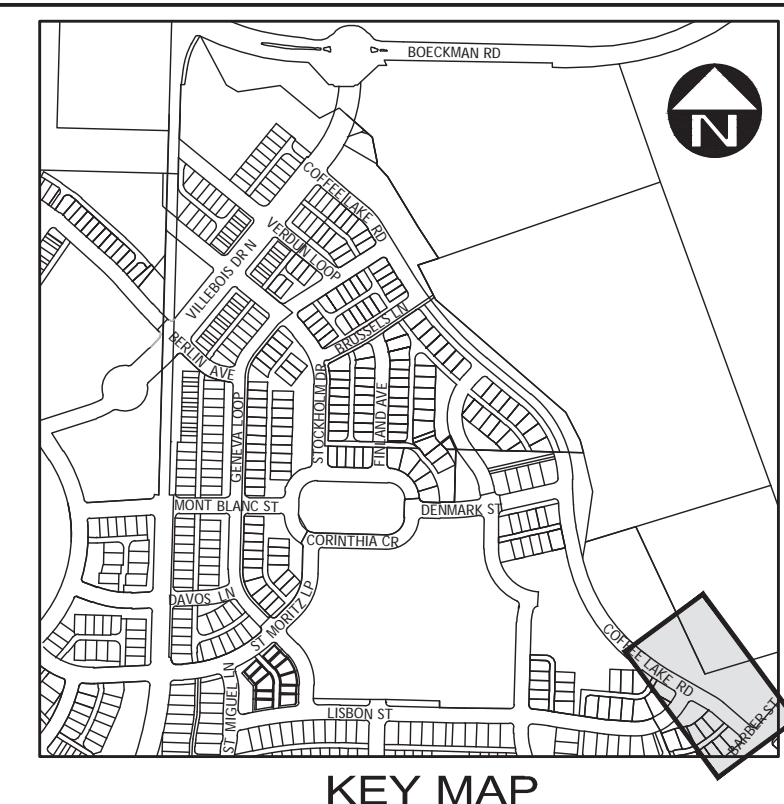 BOECKMAN RD
N
COFFEE LAKE RD
VERDUN LOOP
VILLEBOIS DR N
BRUSSELS LN
BERLIN AVE
STOCKHOLM DR
FINLAND AVE
GENEVA LOOP
MONT BLANC ST
DENMARK ST
CORINTHIA CR
DAVOS LN
ST MORITZ LP
COFFEE LAKE RD
ST MIGUEL LN
LISBON ST
BARBER ST
KEY MAP